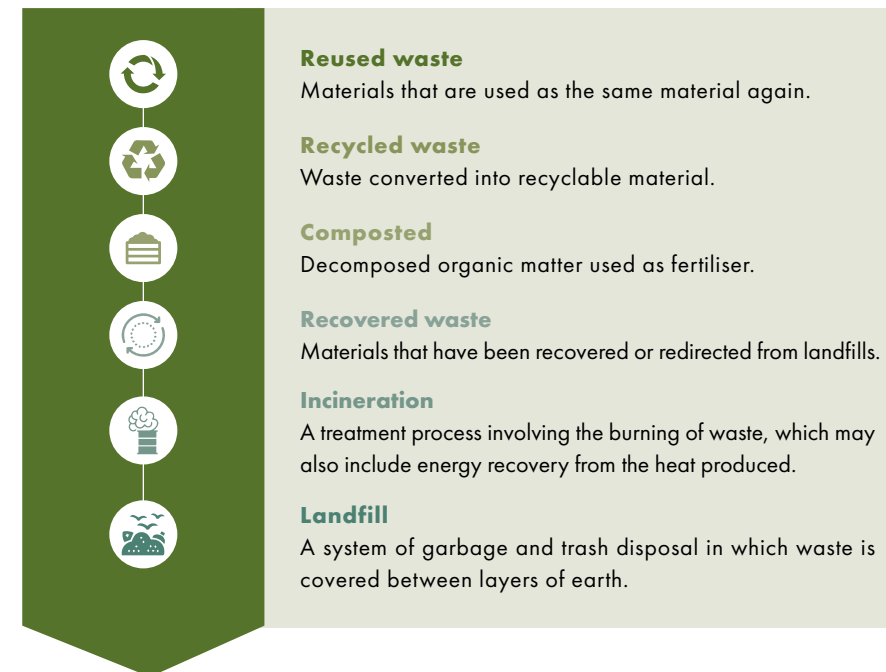 Reused waste
Materials that are used as the same material again.
Recycled waste
Waste converted into recyclable material.
Composted
Decomposed organic matter used as fertiliser.
Recovered waste
Materials that have been recovered or redirected from landfills.
Incineration
A treatment process involving the burning of waste, which may
also include energy recovery from the heat produced.
Landfill
A system of garbage and trash disposal in which waste is
covered between layers of earth.